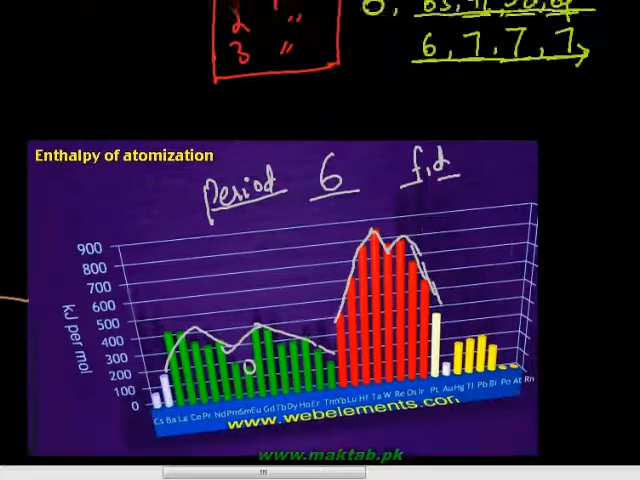 2 "
3 "
6, 7, 7, 7
Enthalpy of atomization
period 6 f,d
kJ per mol
900
800
700
600
500
400
300
200
100
0
Cs Ba La Ce Pr Nd Pm Sm Eu Gd Tb Dy Ho Er Tm Yb Lu Hf Ta W Re Os Ir Pt Au Hg Tl Pb Bi Po At Rn
www.webelements.com
www.maktab.pk